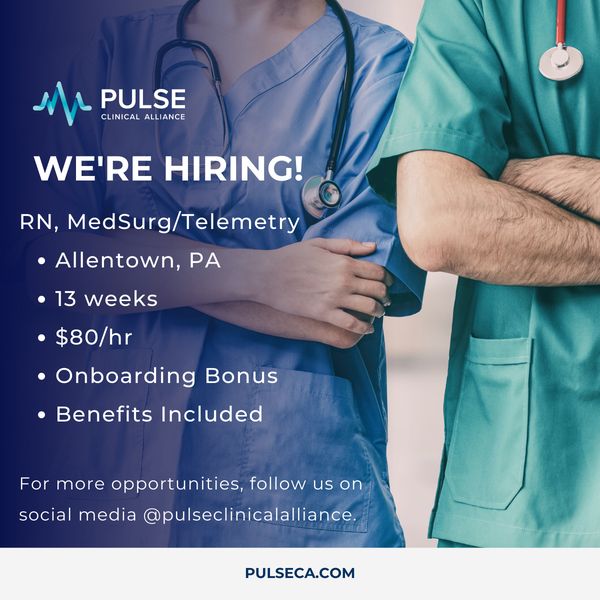 PULSE
CLINICAL ALLIANCE
WE'RE HIRING!
RN, MedSurg/Telemetry
• Allentown, PA
• 13 weeks
• $80/hr
• Onboarding Bonus
• Benefits Included
For more opportunities, follow us on
social media @pulseclinicalalliance.
PULSECA.COM